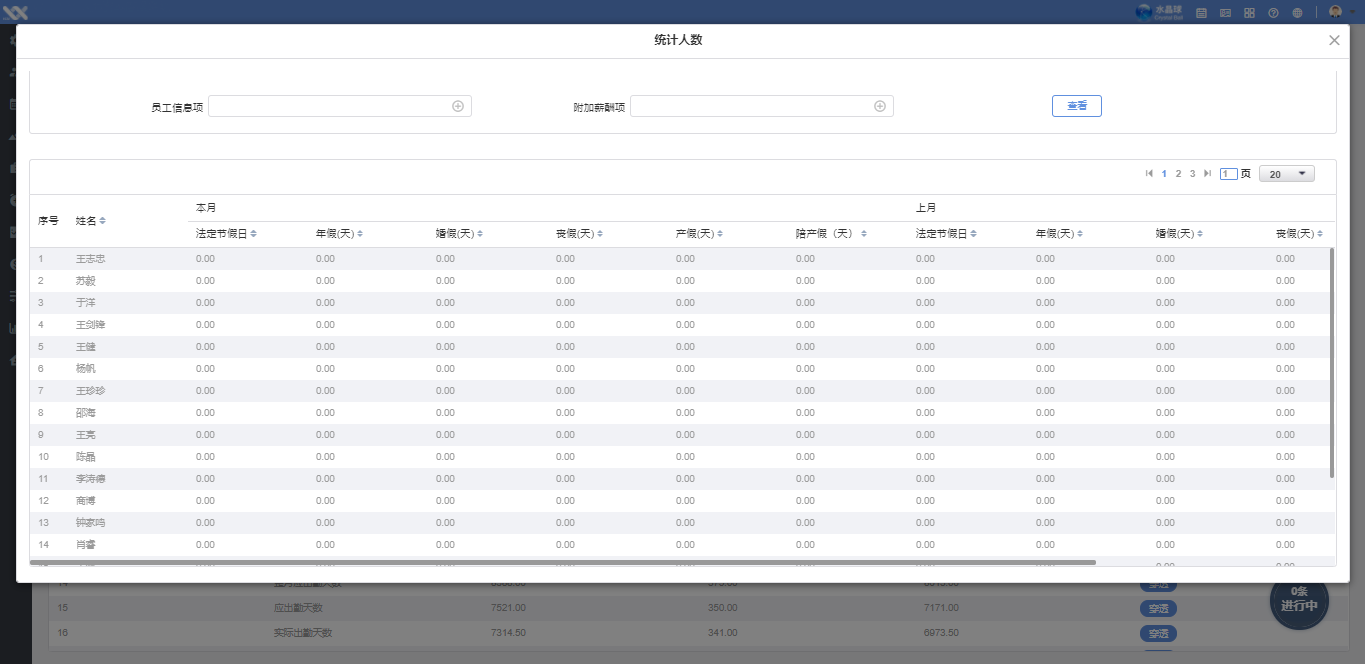 水晶球
Crystal Ball
统计人数
员工信息项
附加薪酬项
查看
1 2 3 1 页 20
序号 姓名 本月 上月
法定节假日 年假(天) 婚假(天) 丧假(天) 产假(天) 陪产假（天） 法定节假日 年假(天) 婚假(天) 丧假(天)
1 王志忠 0.00 0.00 0.00 0.00 0.00 0.00 0.00 0.00 0.00 0.00
2 苏毅 0.00 0.00 0.00 0.00 0.00 0.00 0.00 0.00 0.00 0.00
3 于洋 0.00 0.00 0.00 0.00 0.00 0.00 0.00 0.00 0.00 0.00
4 王剑锋 0.00 0.00 0.00 0.00 0.00 0.00 0.00 0.00 0.00 0.00
5 王健 0.00 0.00 0.00 0.00 0.00 0.00 0.00 0.00 0.00 0.00
6 杨帆 0.00 0.00 0.00 0.00 0.00 0.00 0.00 0.00 0.00 0.00
7 王珍珍 0.00 0.00 0.00 0.00 0.00 0.00 0.00 0.00 0.00 0.00
8 邵海 0.00 0.00 0.00 0.00 0.00 0.00 0.00 0.00 0.00 0.00
9 王亮 0.00 0.00 0.00 0.00 0.00 0.00 0.00 0.00 0.00 0.00
10 陈晶 0.00 0.00 0.00 0.00 0.00 0.00 0.00 0.00 0.00 0.00
11 李涛德 0.00 0.00 0.00 0.00 0.00 0.00 0.00 0.00 0.00 0.00
12 商博 0.00 0.00 0.00 0.00 0.00 0.00 0.00 0.00 0.00 0.00
13 钟家鸣 0.00 0.00 0.00 0.00 0.00 0.00 0.00 0.00 0.00 0.00
14 肖睿 0.00 0.00 0.00 0.00 0.00 0.00 0.00 0.00 0.00 0.00
穿透
0条
进行中
15 应出勤天数 7521.00 350.00 7171.00 穿透
16 实际出勤天数 7314.50 341.00 6973.50 穿透